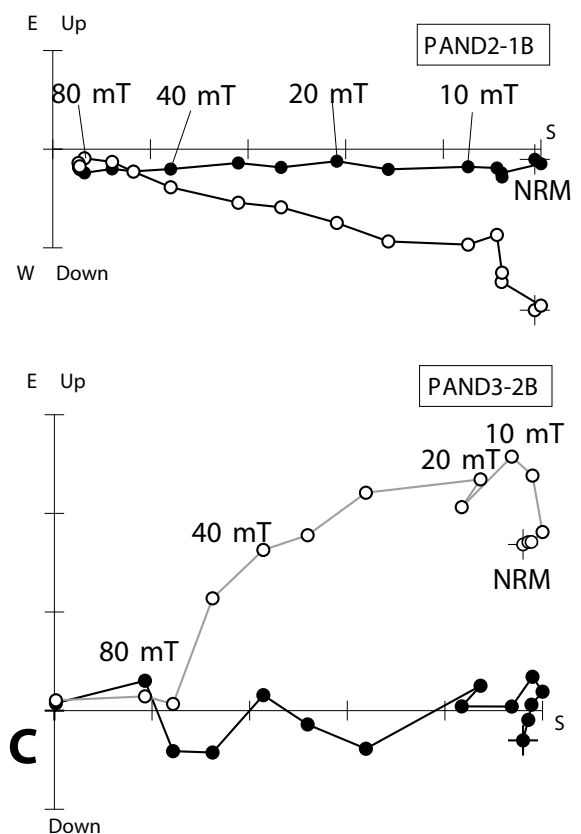 E Up
PAND2-1B
80 mT 40 mT 20 mT 10 mT
S
NRM
W Down
E Up
PAND3-2B
10 mT
20 mT
40 mT
NRM
80 mT
S
C
Down